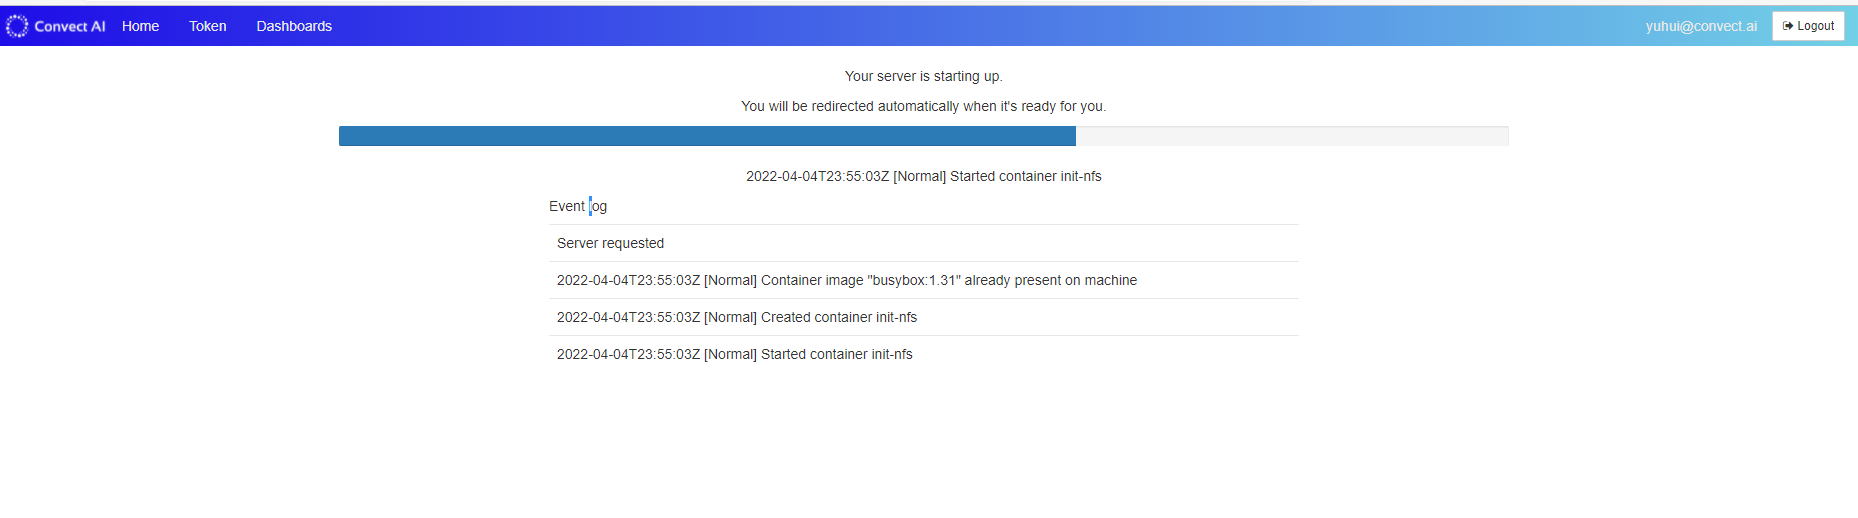 Convect AI Home Token Dashboards yuhui@convect.ai Logout
Your server is starting up.
You will be redirected automatically when it's ready for you.
2022-04-04T23:55:03Z [Normal] Started container init-nfs
Event log
Server requested
2022-04-04T23:55:03Z [Normal] Container image "busybox:1.31" already present on machine
2022-04-04T23:55:03Z [Normal] Created container init-nfs
2022-04-04T23:55:03Z [Normal] Started container init-nfs